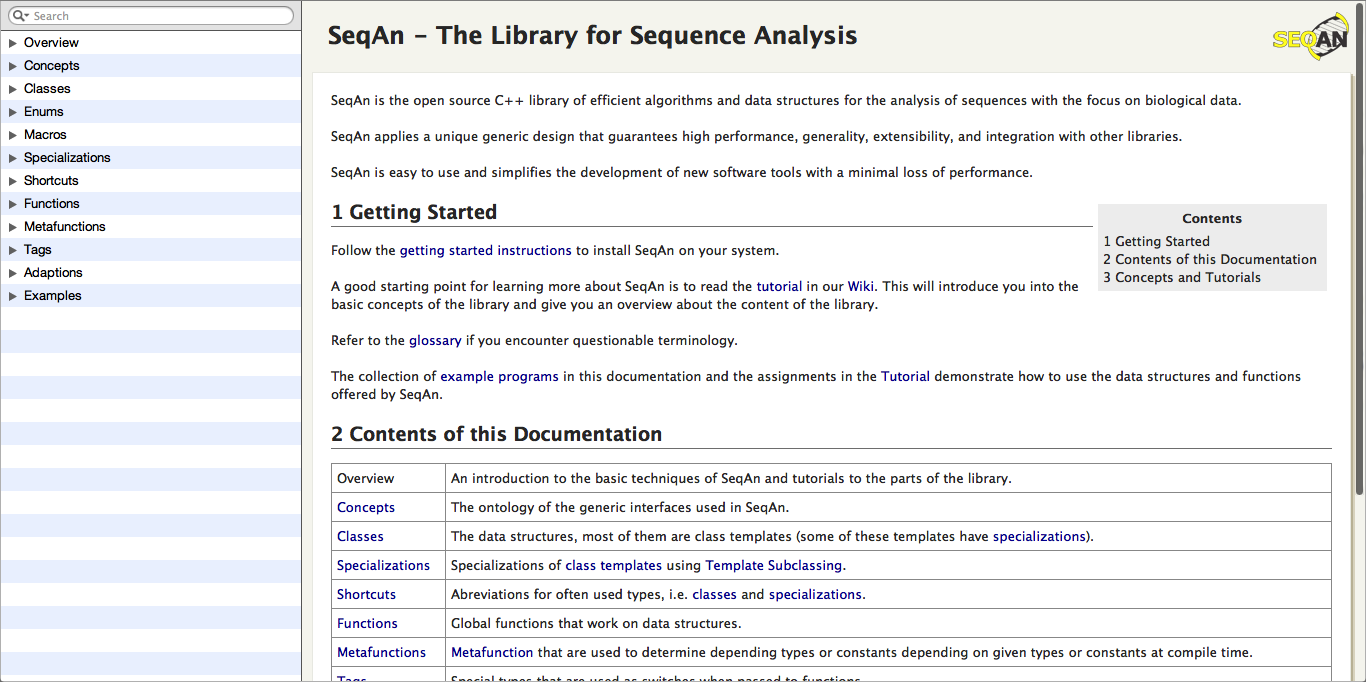 Search
Overview
Concepts
Classes
Enums
Macros
Specializations
Shortcuts
Functions
Metafunctions
Tags
Adaptions
Examples
SeqAn - The Library for Sequence Analysis
SEQAN
SeqAn is the open source C++ library of efficient algorithms and data structures for the analysis of sequences with the focus on biological data.
SeqAn applies a unique generic design that guarantees high performance, generality, extensibility, and integration with other libraries.
SeqAn is easy to use and simplifies the development of new software tools with a minimal loss of performance.
1 Getting Started
Contents
1 Getting Started
2 Contents of this Documentation
3 Concepts and Tutorials
Follow the getting started instructions to install SeqAn on your system.
A good starting point for learning more about SeqAn is to read the tutorial in our Wiki. This will introduce you into the
basic concepts of the library and give you an overview about the content of the library.
Refer to the glossary if you encounter questionable terminology.
The collection of example programs in this documentation and the assignments in the Tutorial demonstrate how to use the data structures and functions
offered by SeqAn.
2 Contents of this Documentation
Overview An introduction to the basic techniques of SeqAn and tutorials to the parts of the library.
Concepts The ontology of the generic interfaces used in SeqAn.
Classes The data structures, most of them are class templates (some of these templates have specializations).
Specializations Specializations of class templates using Template Subclassing.
Shortcuts Abreviations for often used types, i.e. classes and specializations.
Functions Global functions that work on data structures.
Metafunctions Metafunction that are used to determine depending types or constants depending on given types or constants at compile time.
Tags Special types that are used as switches when passed to functions.